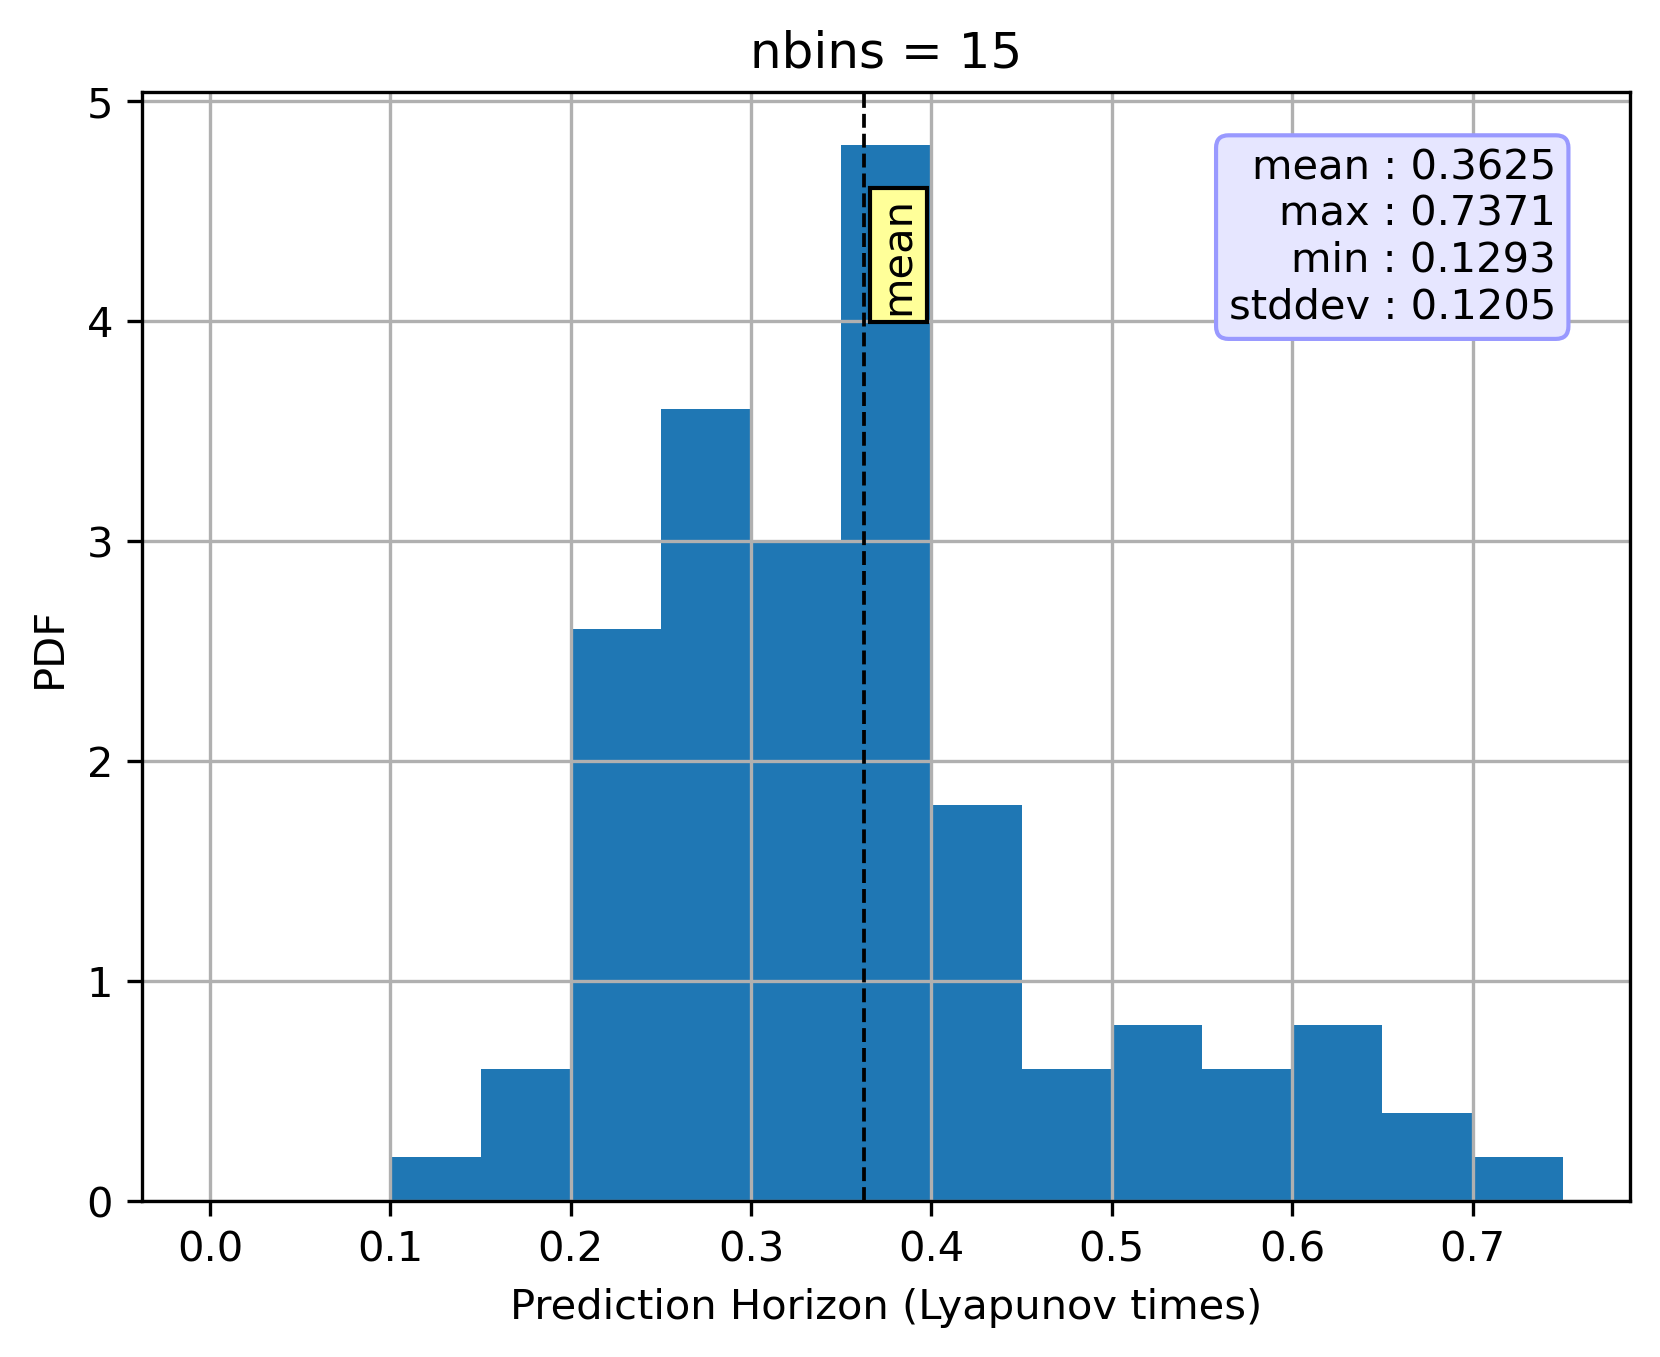 nbins = 15
5
4
3
2
1
0
PDF
mean
mean : 0.3625
max : 0.7371
min : 0.1293
stddev : 0.1205
0.0 0.1 0.2 0.3 0.4 0.5 0.6 0.7
Prediction Horizon (Lyapunov times)